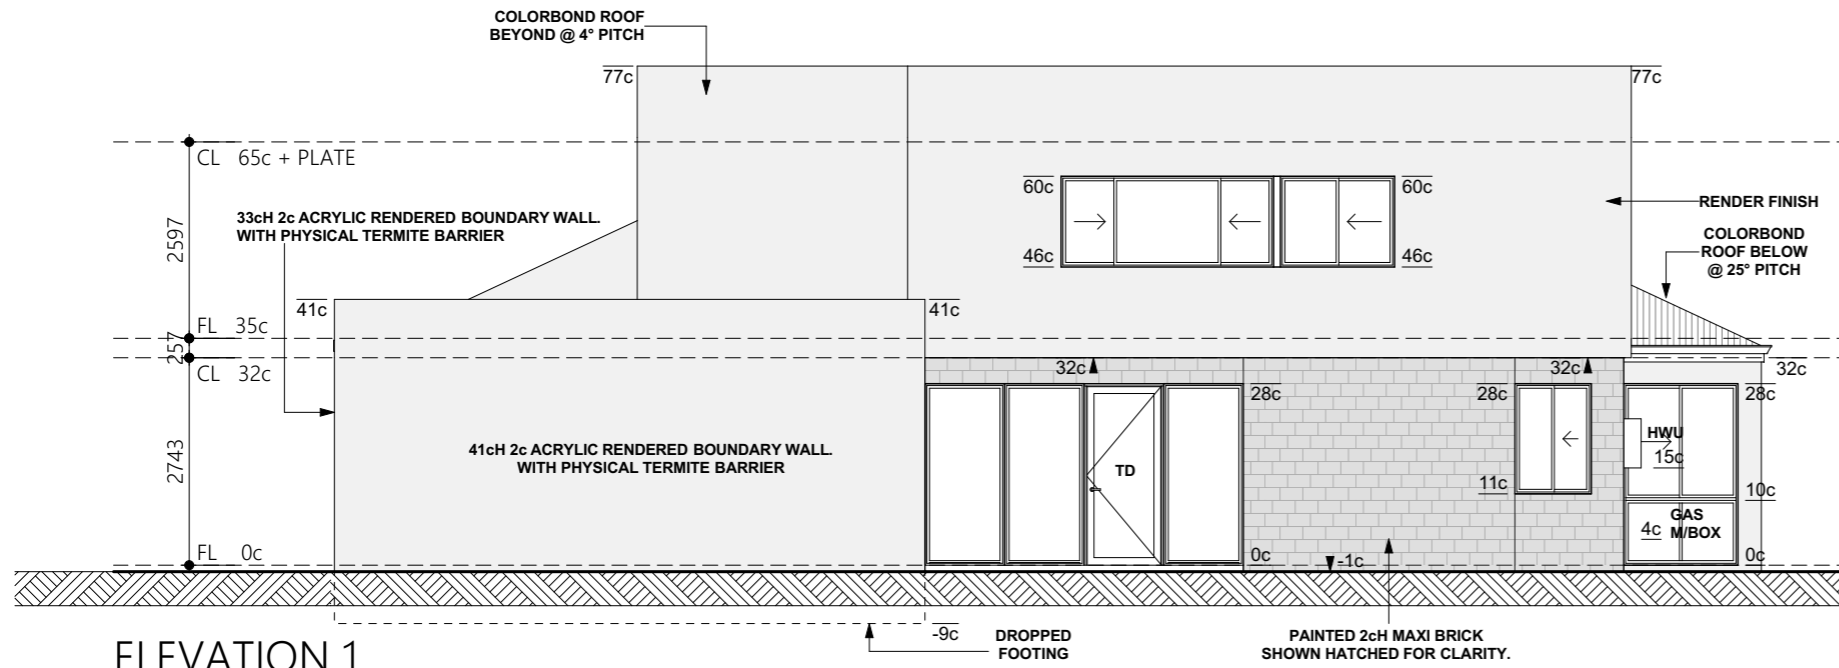 COLORBOND ROOF
BEYOND @ 4° PITCH
77c
77c
CL 65c + PLATE
60c
60c
RENDER FINISH
33cH 2c ACRYLIC RENDERED BOUNDARY WALL.
WITH PHYSICAL TERMITE BARRIER
2597
COLORBOND
ROOF BELOW
@ 25° PITCH
46c
46c
41c
41c
FL 35c
257
CL 32c
32c
32c
32c
28c
28c
28c
HWU
15c
41cH 2c ACRYLIC RENDERED BOUNDARY WALL.
WITH PHYSICAL TERMITE BARRIER
2743
TD
11c
10c
GAS
4c M/BOX
FL 0c
0c
-1c
0c
-9c
DROPPED
FOOTING
PAINTED 2cH MAXI BRICK
SHOWN HATCHED FOR CLARITY.
ELEVATION 1